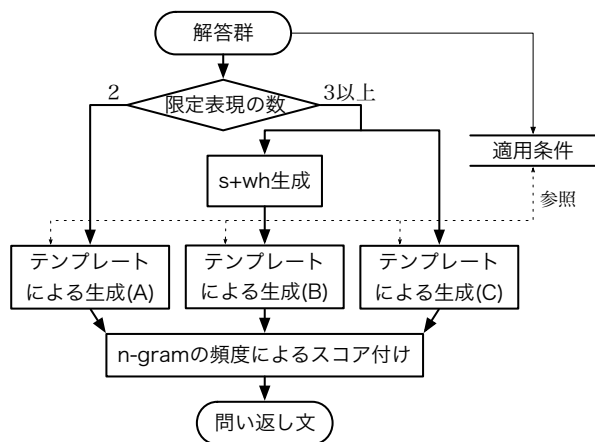 解答群
2
限定表現の数
3以上
適用条件
s+wh生成
参照
テンプレート
による生成(A)
テンプレート
による生成(B)
テンプレート
による生成(C)
n-gramの頻度によるスコア付け
問い返し文